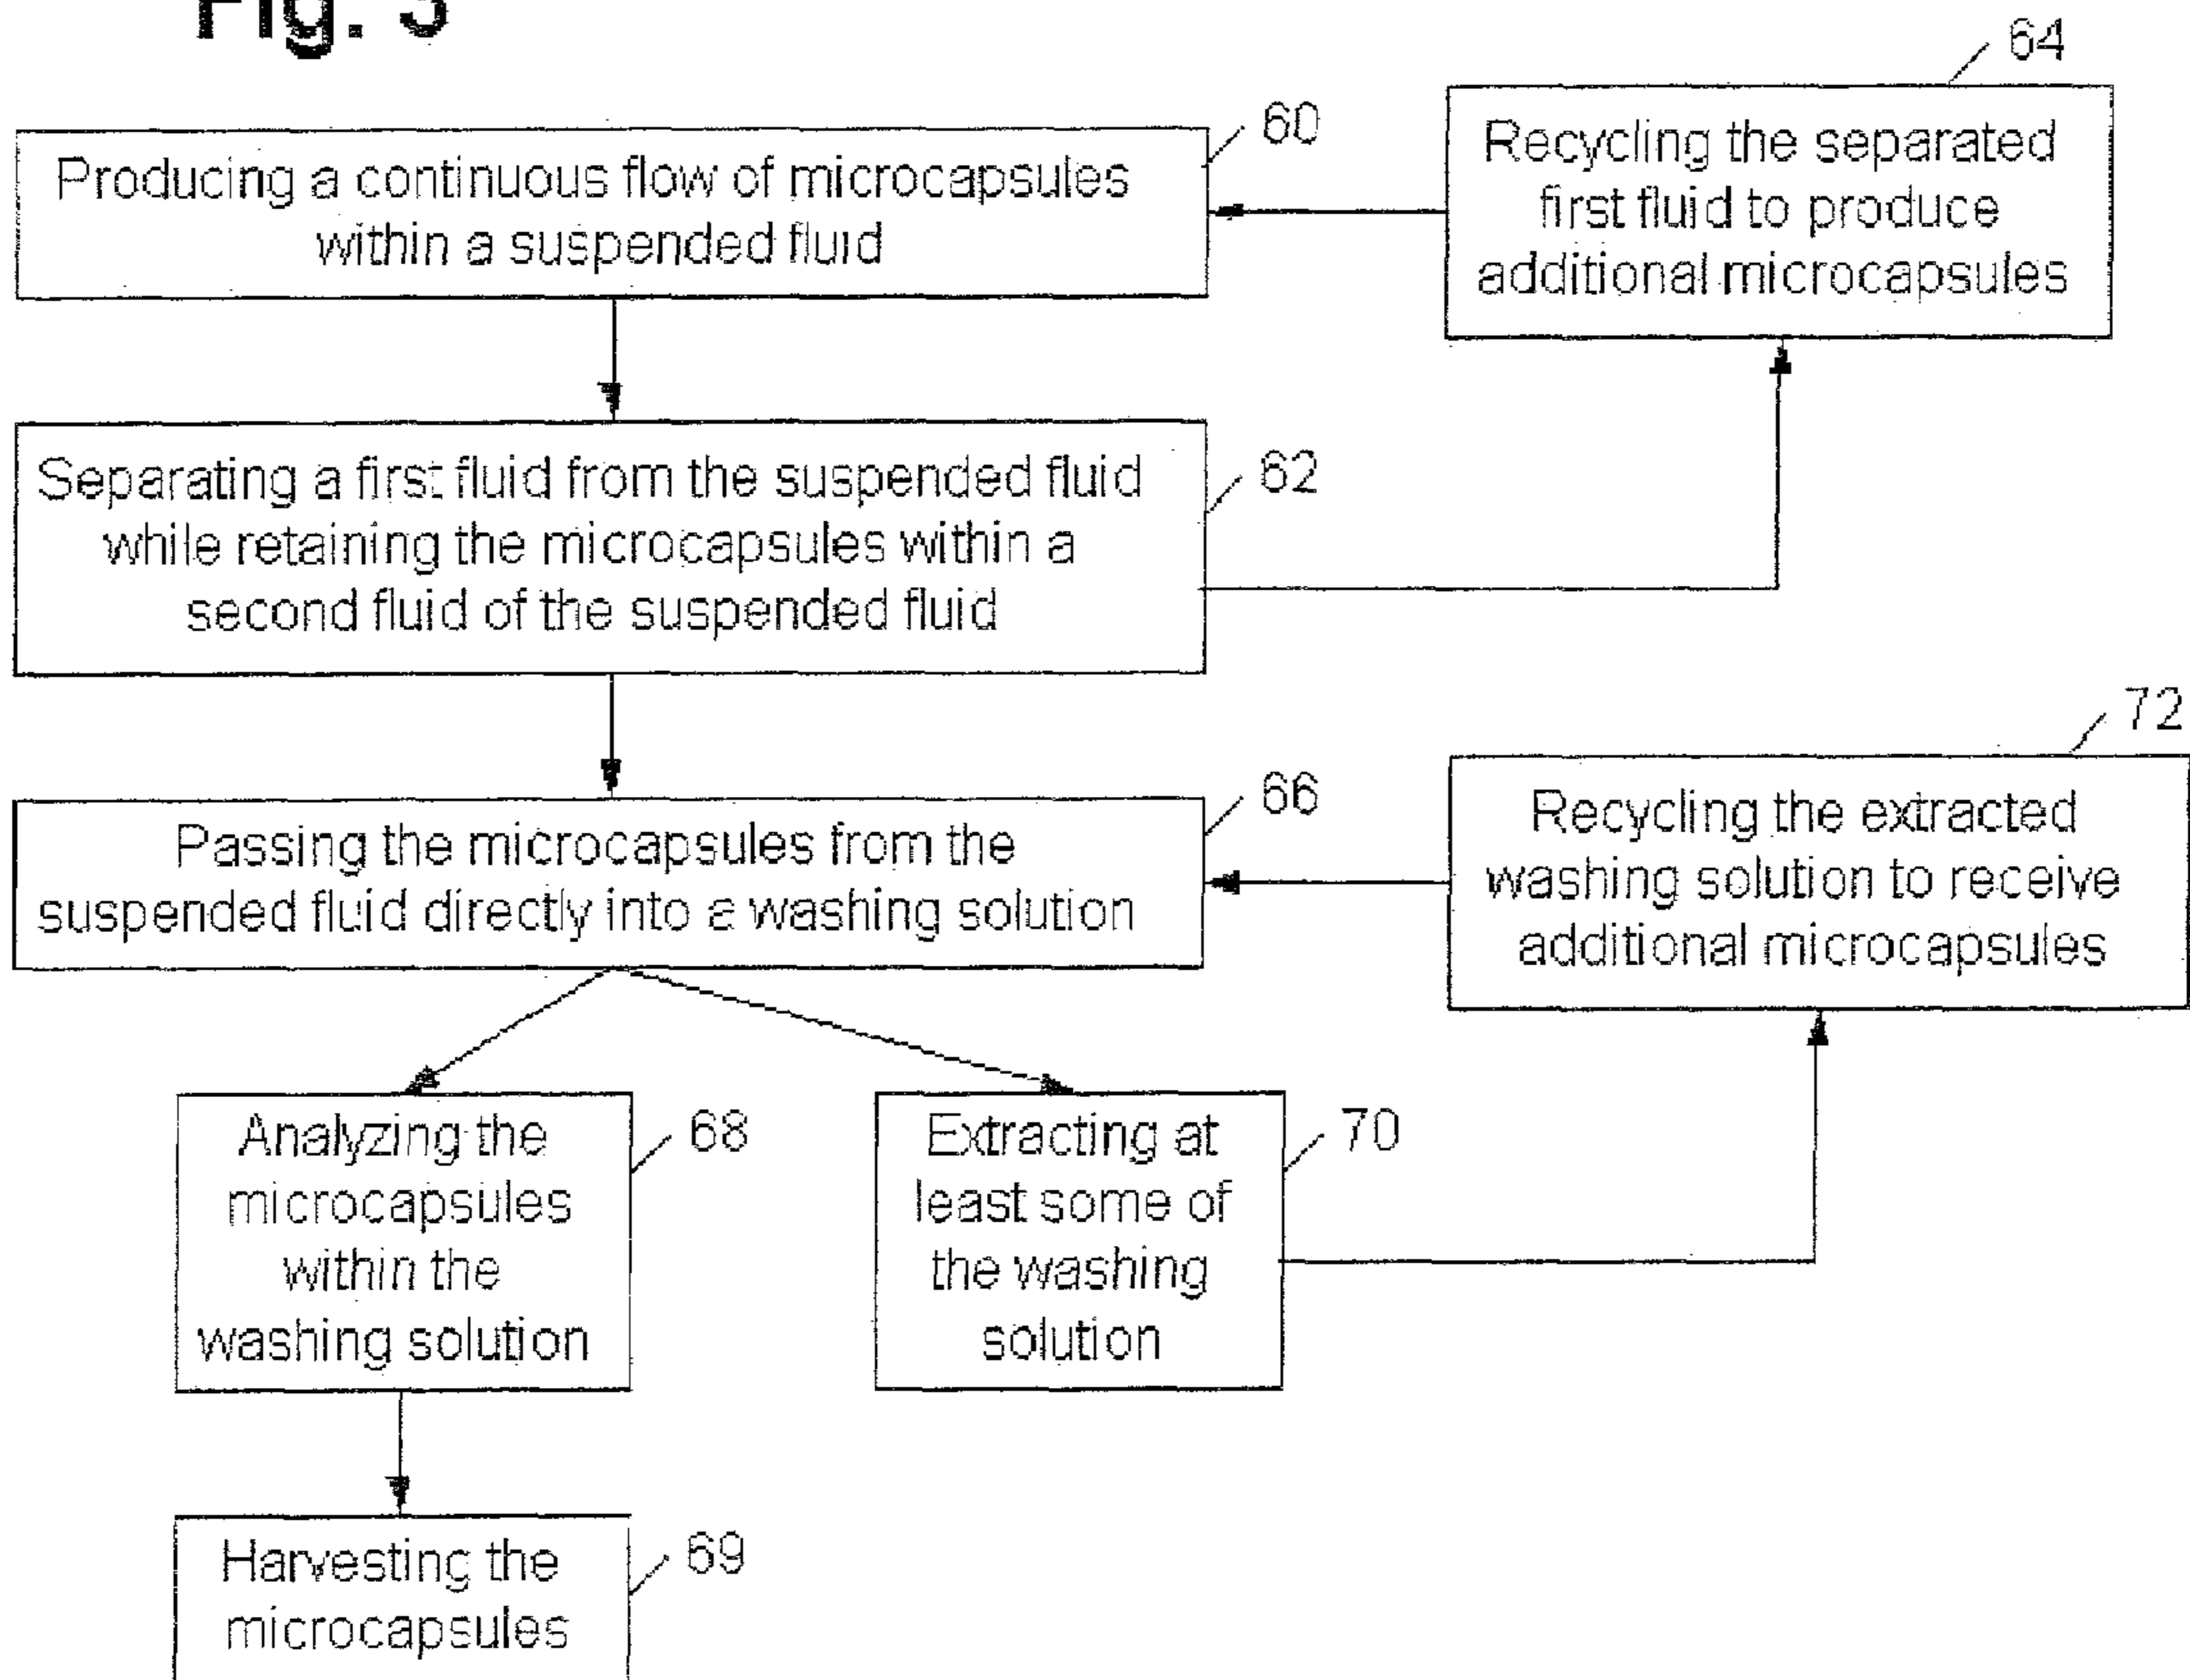 Fig. 3
64
60
Producing a continuous flow of microcapsules
within a suspended fluid
Recycling the separated
first fluid to produce
additional microcapsules
62
Separating a first fluid from the suspended fluid
while retaining the microcapsules within a
second fluid of the suspended fluid
72
66
Passing the microcapsules from the
suspended fluid directly into a washing solution
Recycling the extracted
washing solution to receive
additional microcapsules
68
Analyzing the
microcapsules
within the
washing solution
70
Extracting at
least some of
the washing
solution
69
Harvesting the
microcapsules